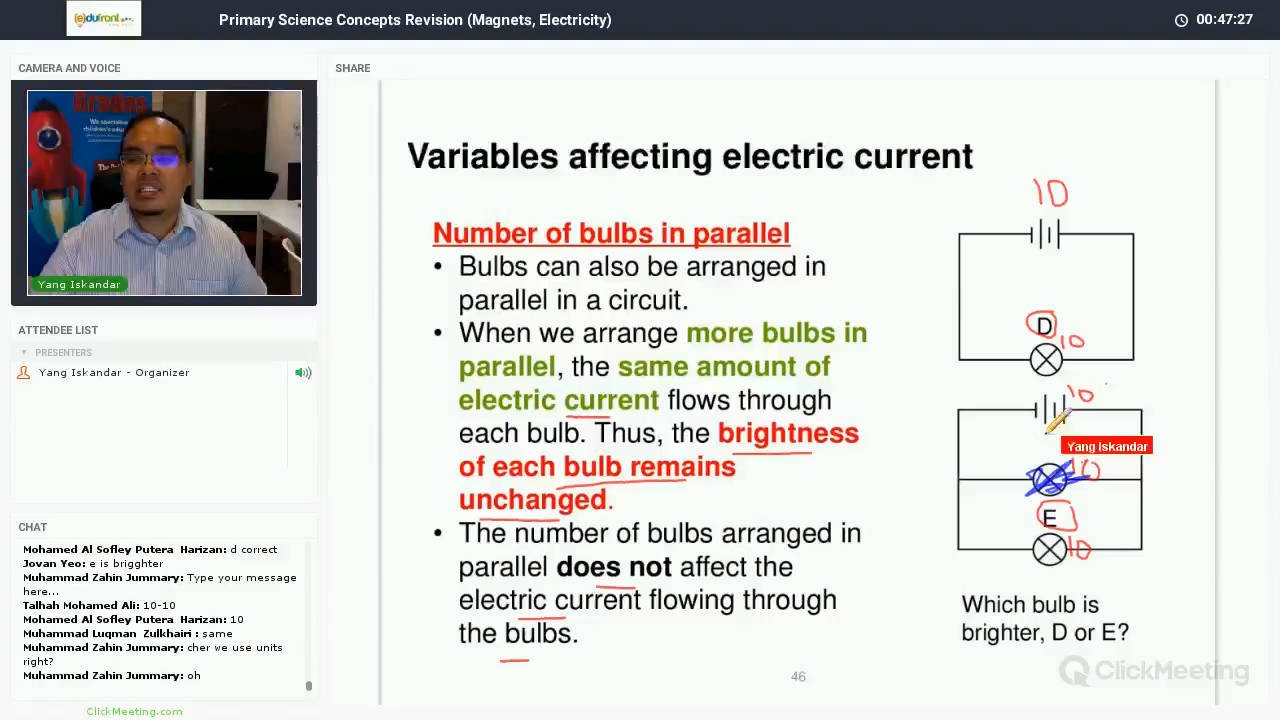 (e)dufront
Primary Science Concepts Revision (Magnets, Electricity)
00:47:27
CAMERA AND VOICE
SHARE
Grades
We specialise
children's edu
Yang Iskandar
ATTENDEE LIST
PRESENTERS
Yang Iskandar - Organizer
CHAT
Mohamed Al Sofley Putera Harizan: d correct
Jovan Yeo: e is brigghter
Muhammad Zahin Jummary: Type your message
here...
Talhah Mohamed Ali: 10-10
Mohamed Al Sofley Putera Harizan: 10
Muhammad Luqman Zulkhairi : same
Muhammad Zahin Jummary: cher we use units
right?
Muhammad Zahin Jummary: oh
ClickMeeting.com
Variables affecting electric current
Number of bulbs in parallel
• Bulbs can also be arranged in
parallel in a circuit.
• When we arrange more bulbs in
parallel, the same amount of
electric current flows through
each bulb. Thus, the brightness
of each bulb remains
unchanged.
• The number of bulbs arranged in
parallel does not affect the
electric current flowing through
the bulbs.
10
D
10
10
Yang Iskandar
10
E
10
Which bulb is
brighter, D or E?
46
ClickMeeting